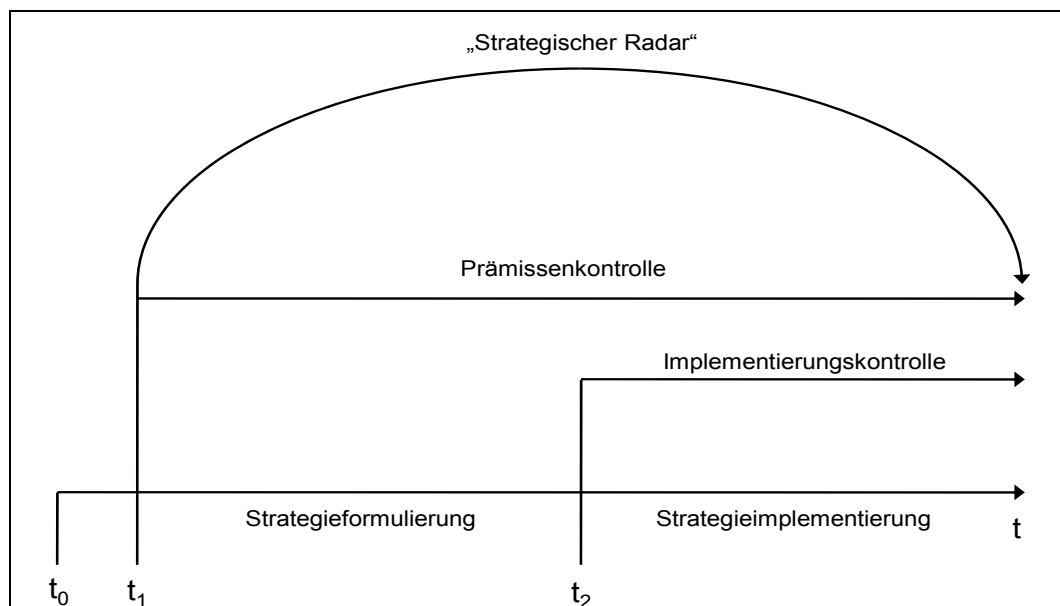 „Strategischer Radar“
Prämissenkontrolle
Implementierungskontrolle
Strategieformulierung
Strategieimplementierung
t
t0
t1
t2